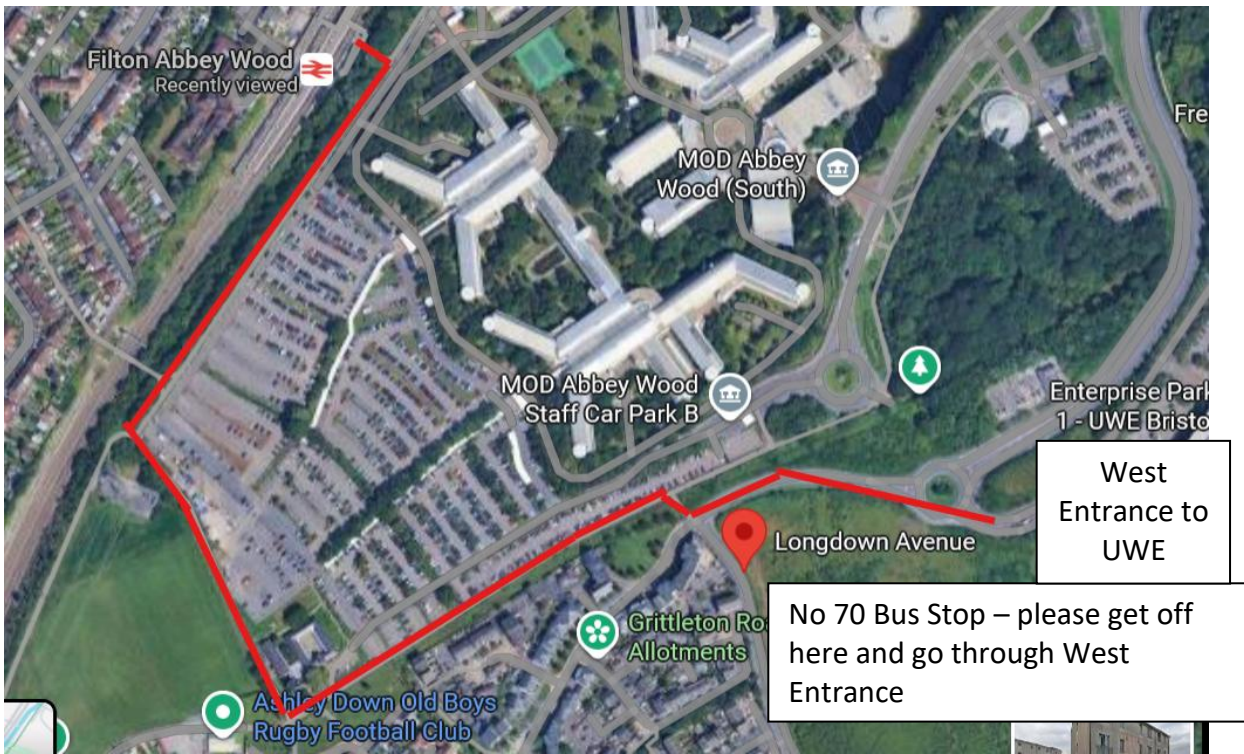 Filton Abbey Wood
Recently viewed
Fre
MOD Abbey
Wood (South)
MOD Abbey Wood
Staff Car Park B
Enterprise Park
1 - UWE Bristo
West
Entrance to
UWE
Longdown Avenue
No 70 Bus Stop – please get off
here and go through West
Entrance
Grittleton Ro
Allotments
Ashley Down Old Boys
Rugby Football Club